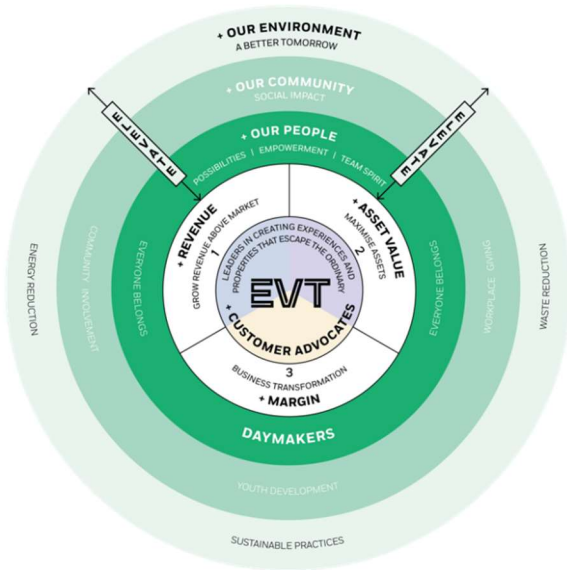 + OUR ENVIRONMENT
A BETTER TOMORROW
+ OUR COMMUNITY
SOCIAL IMPACT
+ OUR PEOPLE
POSSIBILITIES | EMPOWERMENT | TEAM SPIRIT
ELEVATE
ELEVATE
+ REVENUE
1
GROW REVENUE ABOVE MARKET
+ ASSET VALUE
MAXIMISE ASSETS
2
LEADERS IN CREATING EXPERIENCES AND
PROPERTIES THAT ESCAPE THE ORDINARY
EVT
+ CUSTOMER ADVOCATES
3
BUSINESS TRANSFORMATION
+ MARGIN
ENERGY REDUCTION
COMMUNITY INVOLVEMENT
EVERYONE BELONGS
EVERYONE BELONGS
WORKPLACE GIVING
WASTE REDUCTION
DAYMAKERS
YOUTH DEVELOPMENT
SUSTAINABLE PRACTICES